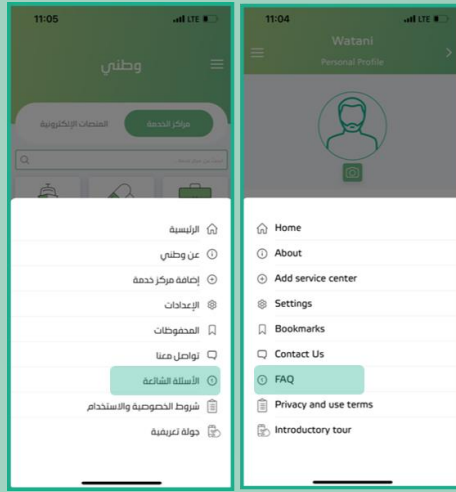 11:05
LTE
وطني
مراكز الخدمة
المنصات الإلكترونية
الرئيسية
عن وطني
إضافة مركز خدمة
الإعدادات
المحفوظات
تواصل معنا
الأسئلة الشائعة
شروط الخصوصية والاستخدام
جولة تعريفية
11:04
LTE
Watani
Personal Profile
Home
About
Add service center
Settings
Bookmarks
Contact Us
FAQ
Privacy and use terms
Introductory tour